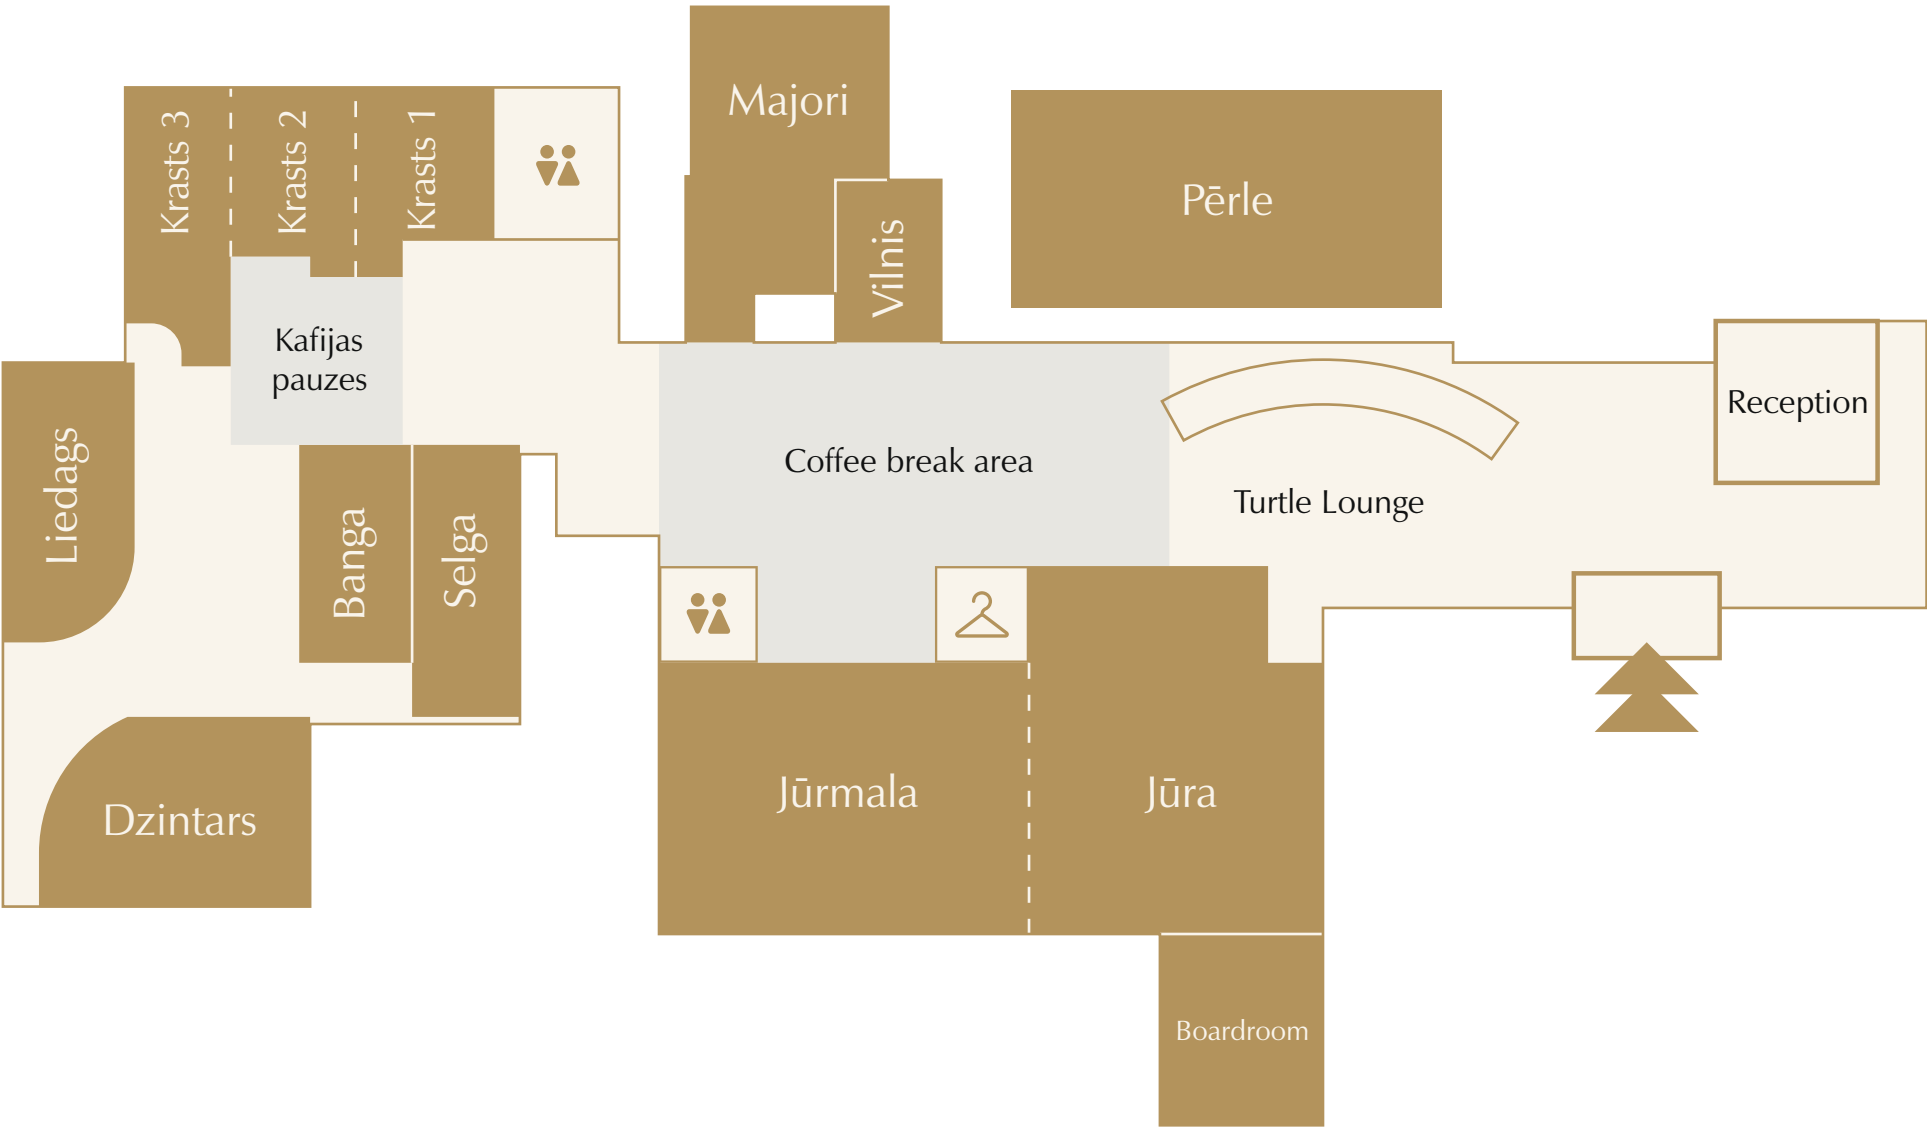 Majori
Krasts 3
Krasts 2
Krasts 1
Pērle
Vilnis
Kafijas
pauzes
Reception
Coffee break area
Turtle Lounge
Liedags
Banga
Selga
Jūrmala
Jūra
Dzintars
Boardroom